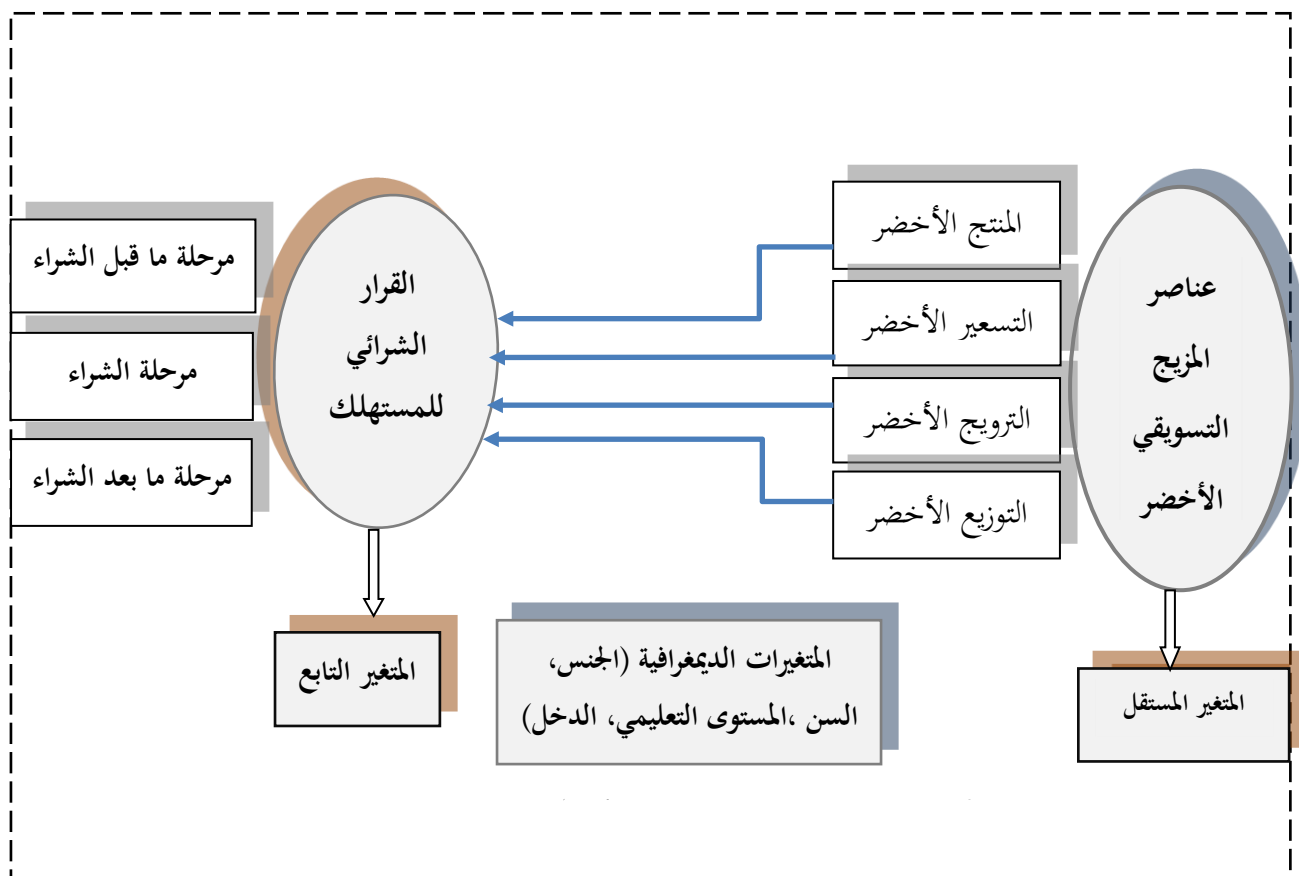 عناصر
المزيج
التسويقي
الأخضر
المنتج الأخضر
التسعير الأخضر
الترويج الأخضر
التوزيع الأخضر
القرار
الشرائي
للمستهلك
مرحلة ما قبل الشراء
مرحلة الشراء
مرحلة ما بعد الشراء
المتغير المستقل
المتغيرات الديمغرافية (الجنس،
السن ،المستوى التعليمي، الدخل)
المتغير التابع